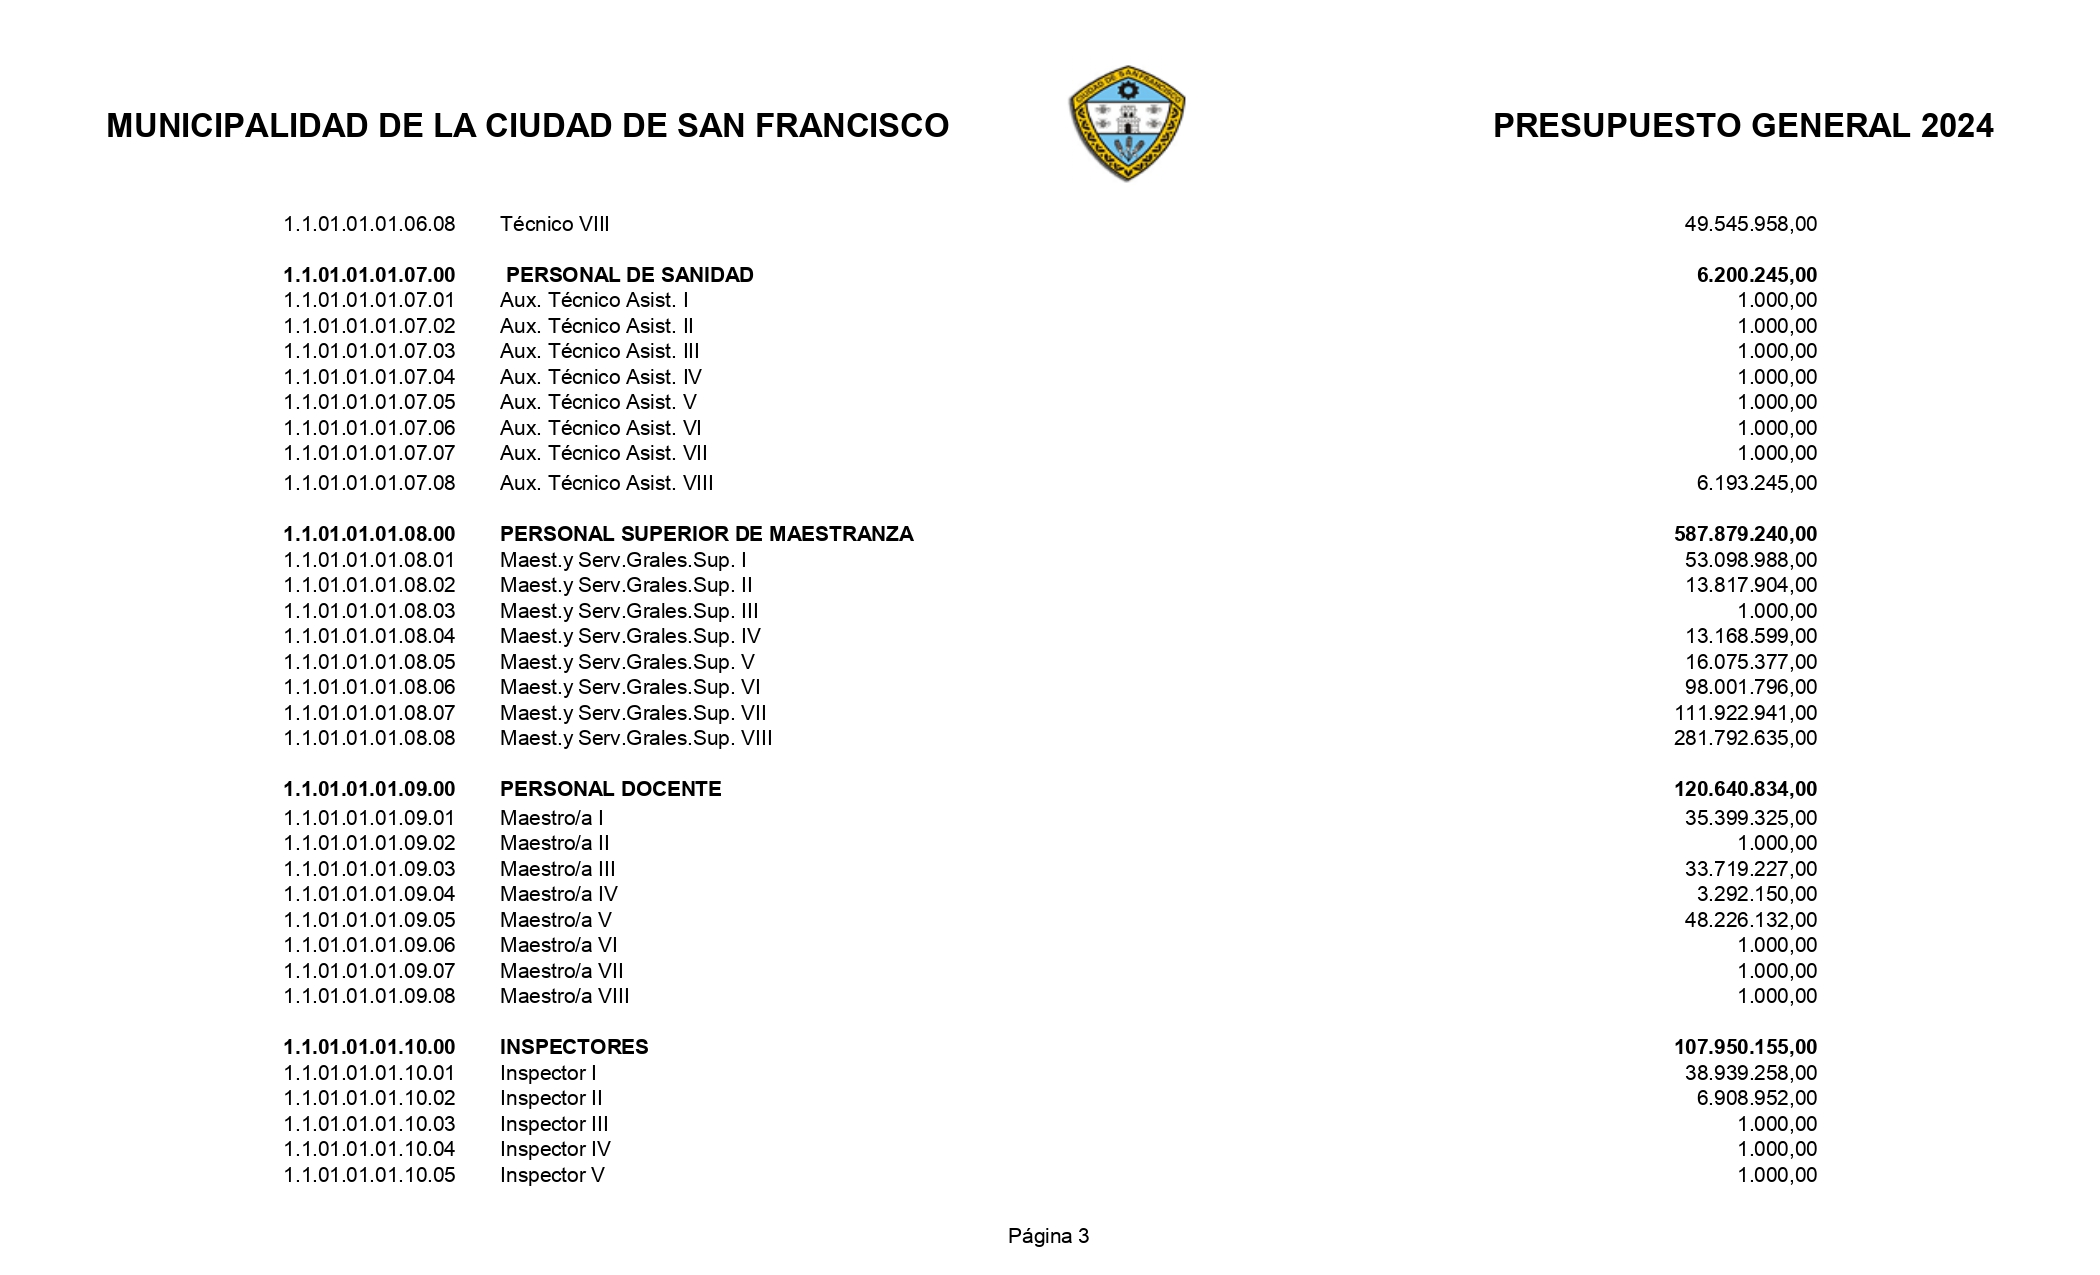 MUNICIPALIDAD DE LA CIUDAD DE SAN FRANCISCO
CIUDAD DE SAN FRANCISCO
PRESUPUESTO GENERAL 2024
1.1.01.01.01.06.08 Técnico VIII 49.545.958,00
1.1.01.01.01.07.00 PERSONAL DE SANIDAD 6.200.245,00
1.1.01.01.01.07.01 Aux. Técnico Asist. I 1.000,00
1.1.01.01.01.07.02 Aux. Técnico Asist. II 1.000,00
1.1.01.01.01.07.03 Aux. Técnico Asist. III 1.000,00
1.1.01.01.01.07.04 Aux. Técnico Asist. IV 1.000,00
1.1.01.01.01.07.05 Aux. Técnico Asist. V 1.000,00
1.1.01.01.01.07.06 Aux. Técnico Asist. VI 1.000,00
1.1.01.01.01.07.07 Aux. Técnico Asist. VII 1.000,00
1.1.01.01.01.07.08 Aux. Técnico Asist. VIII 6.193.245,00
1.1.01.01.01.08.00 PERSONAL SUPERIOR DE MAESTRANZA 587.879.240,00
1.1.01.01.01.08.01 Maest.y Serv.Grales.Sup. I 53.098.988,00
1.1.01.01.01.08.02 Maest.y Serv.Grales.Sup. II 13.817.904,00
1.1.01.01.01.08.03 Maest.y Serv.Grales.Sup. III 1.000,00
1.1.01.01.01.08.04 Maest.y Serv.Grales.Sup. IV 13.168.599,00
1.1.01.01.01.08.05 Maest.y Serv.Grales.Sup. V 16.075.377,00
1.1.01.01.01.08.06 Maest.y Serv.Grales.Sup. VI 98.001.796,00
1.1.01.01.01.08.07 Maest.y Serv.Grales.Sup. VII 111.922.941,00
1.1.01.01.01.08.08 Maest.y Serv.Grales.Sup. VIII 281.792.635,00
1.1.01.01.01.09.00 PERSONAL DOCENTE 120.640.834,00
1.1.01.01.01.09.01 Maestro/a I 35.399.325,00
1.1.01.01.01.09.02 Maestro/a II 1.000,00
1.1.01.01.01.09.03 Maestro/a III 33.719.227,00
1.1.01.01.01.09.04 Maestro/a IV 3.292.150,00
1.1.01.01.01.09.05 Maestro/a V 48.226.132,00
1.1.01.01.01.09.06 Maestro/a VI 1.000,00
1.1.01.01.01.09.07 Maestro/a VII 1.000,00
1.1.01.01.01.09.08 Maestro/a VIII 1.000,00
1.1.01.01.01.10.00 INSPECTORES 107.950.155,00
1.1.01.01.01.10.01 Inspector I 38.939.258,00
1.1.01.01.01.10.02 Inspector II 6.908.952,00
1.1.01.01.01.10.03 Inspector III 1.000,00
1.1.01.01.01.10.04 Inspector IV 1.000,00
1.1.01.01.01.10.05 Inspector V 1.000,00
Página 3